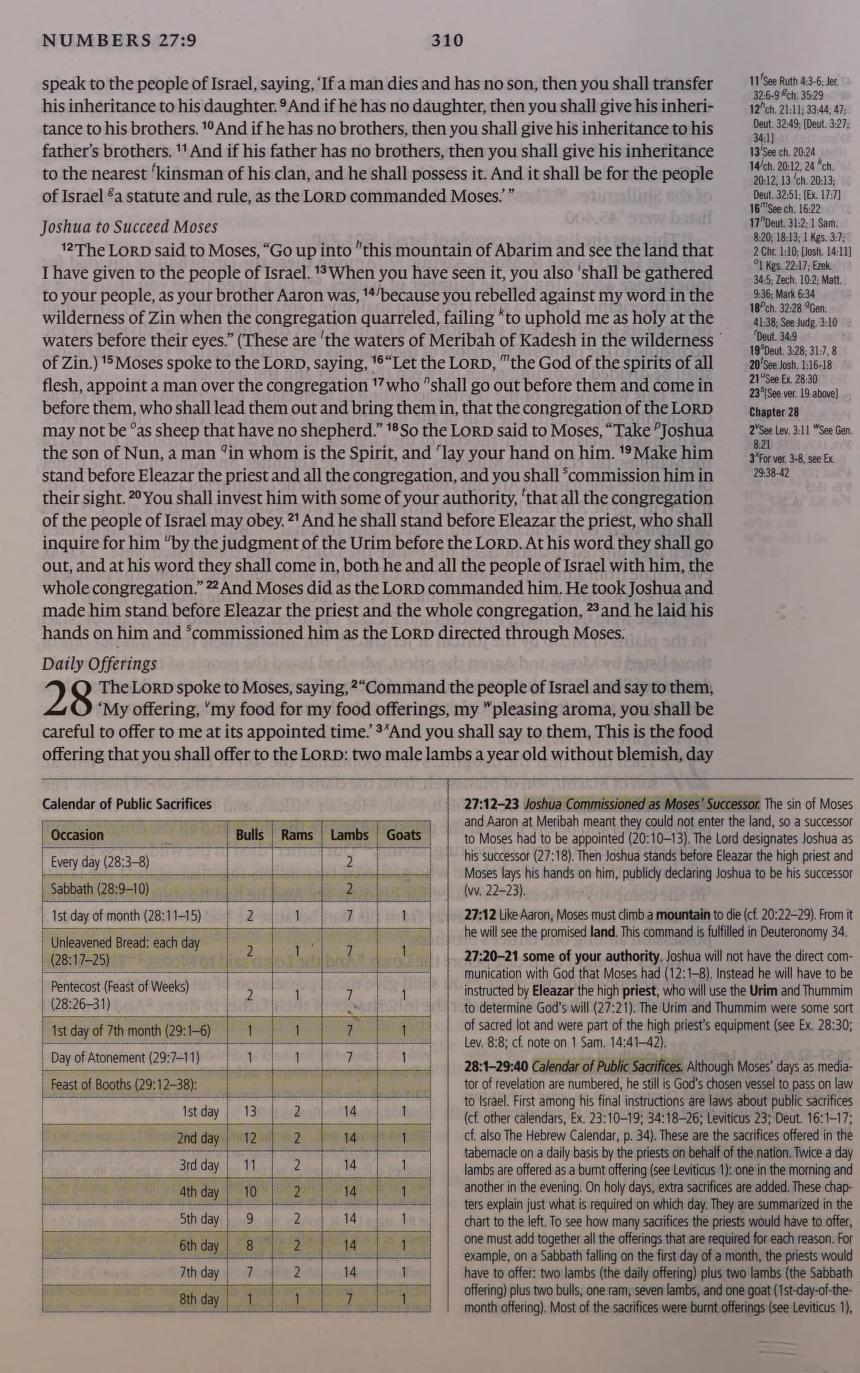 NUMBERS 27:9
310
speak to the people of Israel, saying, ‘If a man dies and has no son, then you shall transfer
his inheritance to his daughter. ⁹And if he has no daughter, then you shall give his inheri-
tance to his brothers. ¹⁰And if he has no brothers, then you shall give his inheritance to his
father’s brothers. ¹¹And if his father has no brothers, then you shall give his inheritance
to the nearest ᶠkinsman of his clan, and he shall possess it. And it shall be for the people
of Israel ᵍa statute and rule, as the LORD commanded Moses.’”
Joshua to Succeed Moses
¹²The LORD said to Moses, “Go up into ʰthis mountain of Abarim and see the land that
I have given to the people of Israel. ¹³When you have seen it, you also ⁱshall be gathered
to your people, as your brother Aaron was, ¹⁴ʲbecause you rebelled against my word in the
wilderness of Zin when the congregation quarreled, failing ᵏto uphold me as holy at the
waters before their eyes.” (These are ˡthe waters of Meribah of Kadesh in the wilderness
of Zin.) ¹⁵Moses spoke to the LORD, saying, ¹⁶“Let the LORD, ᵐthe God of the spirits of all
flesh, appoint a man over the congregation ¹⁷who ⁿshall go out before them and come in
before them, who shall lead them out and bring them in, that the congregation of the LORD
may not be ᵒas sheep that have no shepherd.” ¹⁸So the LORD said to Moses, “Take ᵖJoshua
the son of Nun, a man qin whom is the Spirit, and ʳlay your hand on him. ¹⁹Make him
stand before Eleazar the priest and all the congregation, and you shall ˢcommission him in
their sight. ²⁰You shall invest him with some of your authority, ᵗthat all the congregation
of the people of Israel may obey. ²¹And he shall stand before Eleazar the priest, who shall
inquire for him ᵘby the judgment of the Urim before the LORD. At his word they shall go
out, and at his word they shall come in, both he and all the people of Israel with him, the
whole congregation.” ²²And Moses did as the LORD commanded him. He took Joshua and
made him stand before Eleazar the priest and the whole congregation, ²³and he laid his
hands on him and ˢcommissioned him as the LORD directed through Moses.
Daily Offerings
28 The LORD spoke to Moses, saying, ²“Command the people of Israel and say to them,
‘My offering, ᵛmy food for my food offerings, my ʷpleasing aroma, you shall be
careful to offer to me at its appointed time.’ ³ˣAnd you shall say to them, This is the food
offering that you shall offer to the LORD: two male lambs a year old without blemish, day
11 ᶠSee Ruth 4:3-6; Jer.
32:6-9 ᵍch. 35:29
12 ʰch. 21:11; 33:44, 47;
Deut. 32:49; [Deut. 3:27;
34:1]
13 ⁱSee ch. 20:24
14 ʲch. 20:12, 24 ᵏch.
20:12, 13 ˡch. 20:13;
Deut. 32:51; [Ex. 17:7]
16 ᵐSee ch. 16:22
17 ⁿDeut. 31:2; 1 Sam.
8:20; 18:13; 1 Kgs. 3:7;
2 Chr. 1:10; [Josh. 14:11]
ᵒ1 Kgs. 22:17; Ezek.
34:5; Zech. 10:2; Matt.
9:36; Mark 6:34
18 ᵖch. 32:28 qGen.
41:38; See Judg. 3:10
ʳDeut. 34:9
19 ˢDeut. 3:28; 31:7, 8
20 ᵗSee Josh. 1:16-18
21 ᵘSee Ex. 28:30
23 ˢ[See ver. 19 above]
Chapter 28
2 ᵛSee Lev. 3:11 ʷSee Gen.
8:21
3 ˣFor ver. 3-8, see Ex.
29:38-42
Calendar of Public Sacrifices
Occasion Bulls Rams Lambs Goats
Every day (28:3–8) 2
Sabbath (28:9–10) 2
1st day of month (28:11–15) 2 1 7 1
Unleavened Bread: each day
(28:17–25) 2 1 7 1
Pentecost (Feast of Weeks)
(28:26–31) 2 1 7 1
1st day of 7th month (29:1–6) 1 1 7 1
Day of Atonement (29:7–11) 1 1 7 1
Feast of Booths (29:12–38):
1st day 13 2 14 1
2nd day 12 2 14 1
3rd day 11 2 14 1
4th day 10 2 14 1
5th day 9 2 14 1
6th day 8 2 14 1
7th day 7 2 14 1
8th day 1 1 7 1
27:12–23 Joshua Commissioned as Moses’ Successor. The sin of Moses
and Aaron at Meribah meant they could not enter the land, so a successor
to Moses had to be appointed (20:10–13). The Lord designates Joshua as
his successor (27:18). Then Joshua stands before Eleazar the high priest and
Moses lays his hands on him, publicly declaring Joshua to be his successor
(vv. 22–23).
27:12 Like Aaron, Moses must climb a mountain to die (cf. 20:22–29). From it
he will see the promised land. This command is fulfilled in Deuteronomy 34.
27:20–21 some of your authority. Joshua will not have the direct com-
munication with God that Moses had (12:1–8). Instead he will have to be
instructed by Eleazar the high priest, who will use the Urim and Thummim
to determine God’s will (27:21). The Urim and Thummim were some sort
of sacred lot and were part of the high priest’s equipment (see Ex. 28:30;
Lev. 8:8; cf. note on 1 Sam. 14:41–42).
28:1–29:40 Calendar of Public Sacrifices. Although Moses’ days as media-
tor of revelation are numbered, he still is God’s chosen vessel to pass on law
to Israel. First among his final instructions are laws about public sacrifices
(cf. other calendars, Ex. 23:10–19; 34:18–26; Leviticus 23; Deut. 16:1–17;
cf. also The Hebrew Calendar, p. 34). These are the sacrifices offered in the
tabernacle on a daily basis by the priests on behalf of the nation. Twice a day
lambs are offered as a burnt offering (see Leviticus 1): one in the morning and
another in the evening. On holy days, extra sacrifices are added. These chap-
ters explain just what is required on which day. They are summarized in the
chart to the left. To see how many sacrifices the priests would have to offer,
one must add together all the offerings that are required for each reason. For
example, on a Sabbath falling on the first day of a month, the priests would
have to offer: two lambs (the daily offering) plus two lambs (the Sabbath
offering) plus two bulls, one ram, seven lambs, and one goat (1st-day-of-the-
month offering). Most of the sacrifices were burnt offerings (see Leviticus 1),